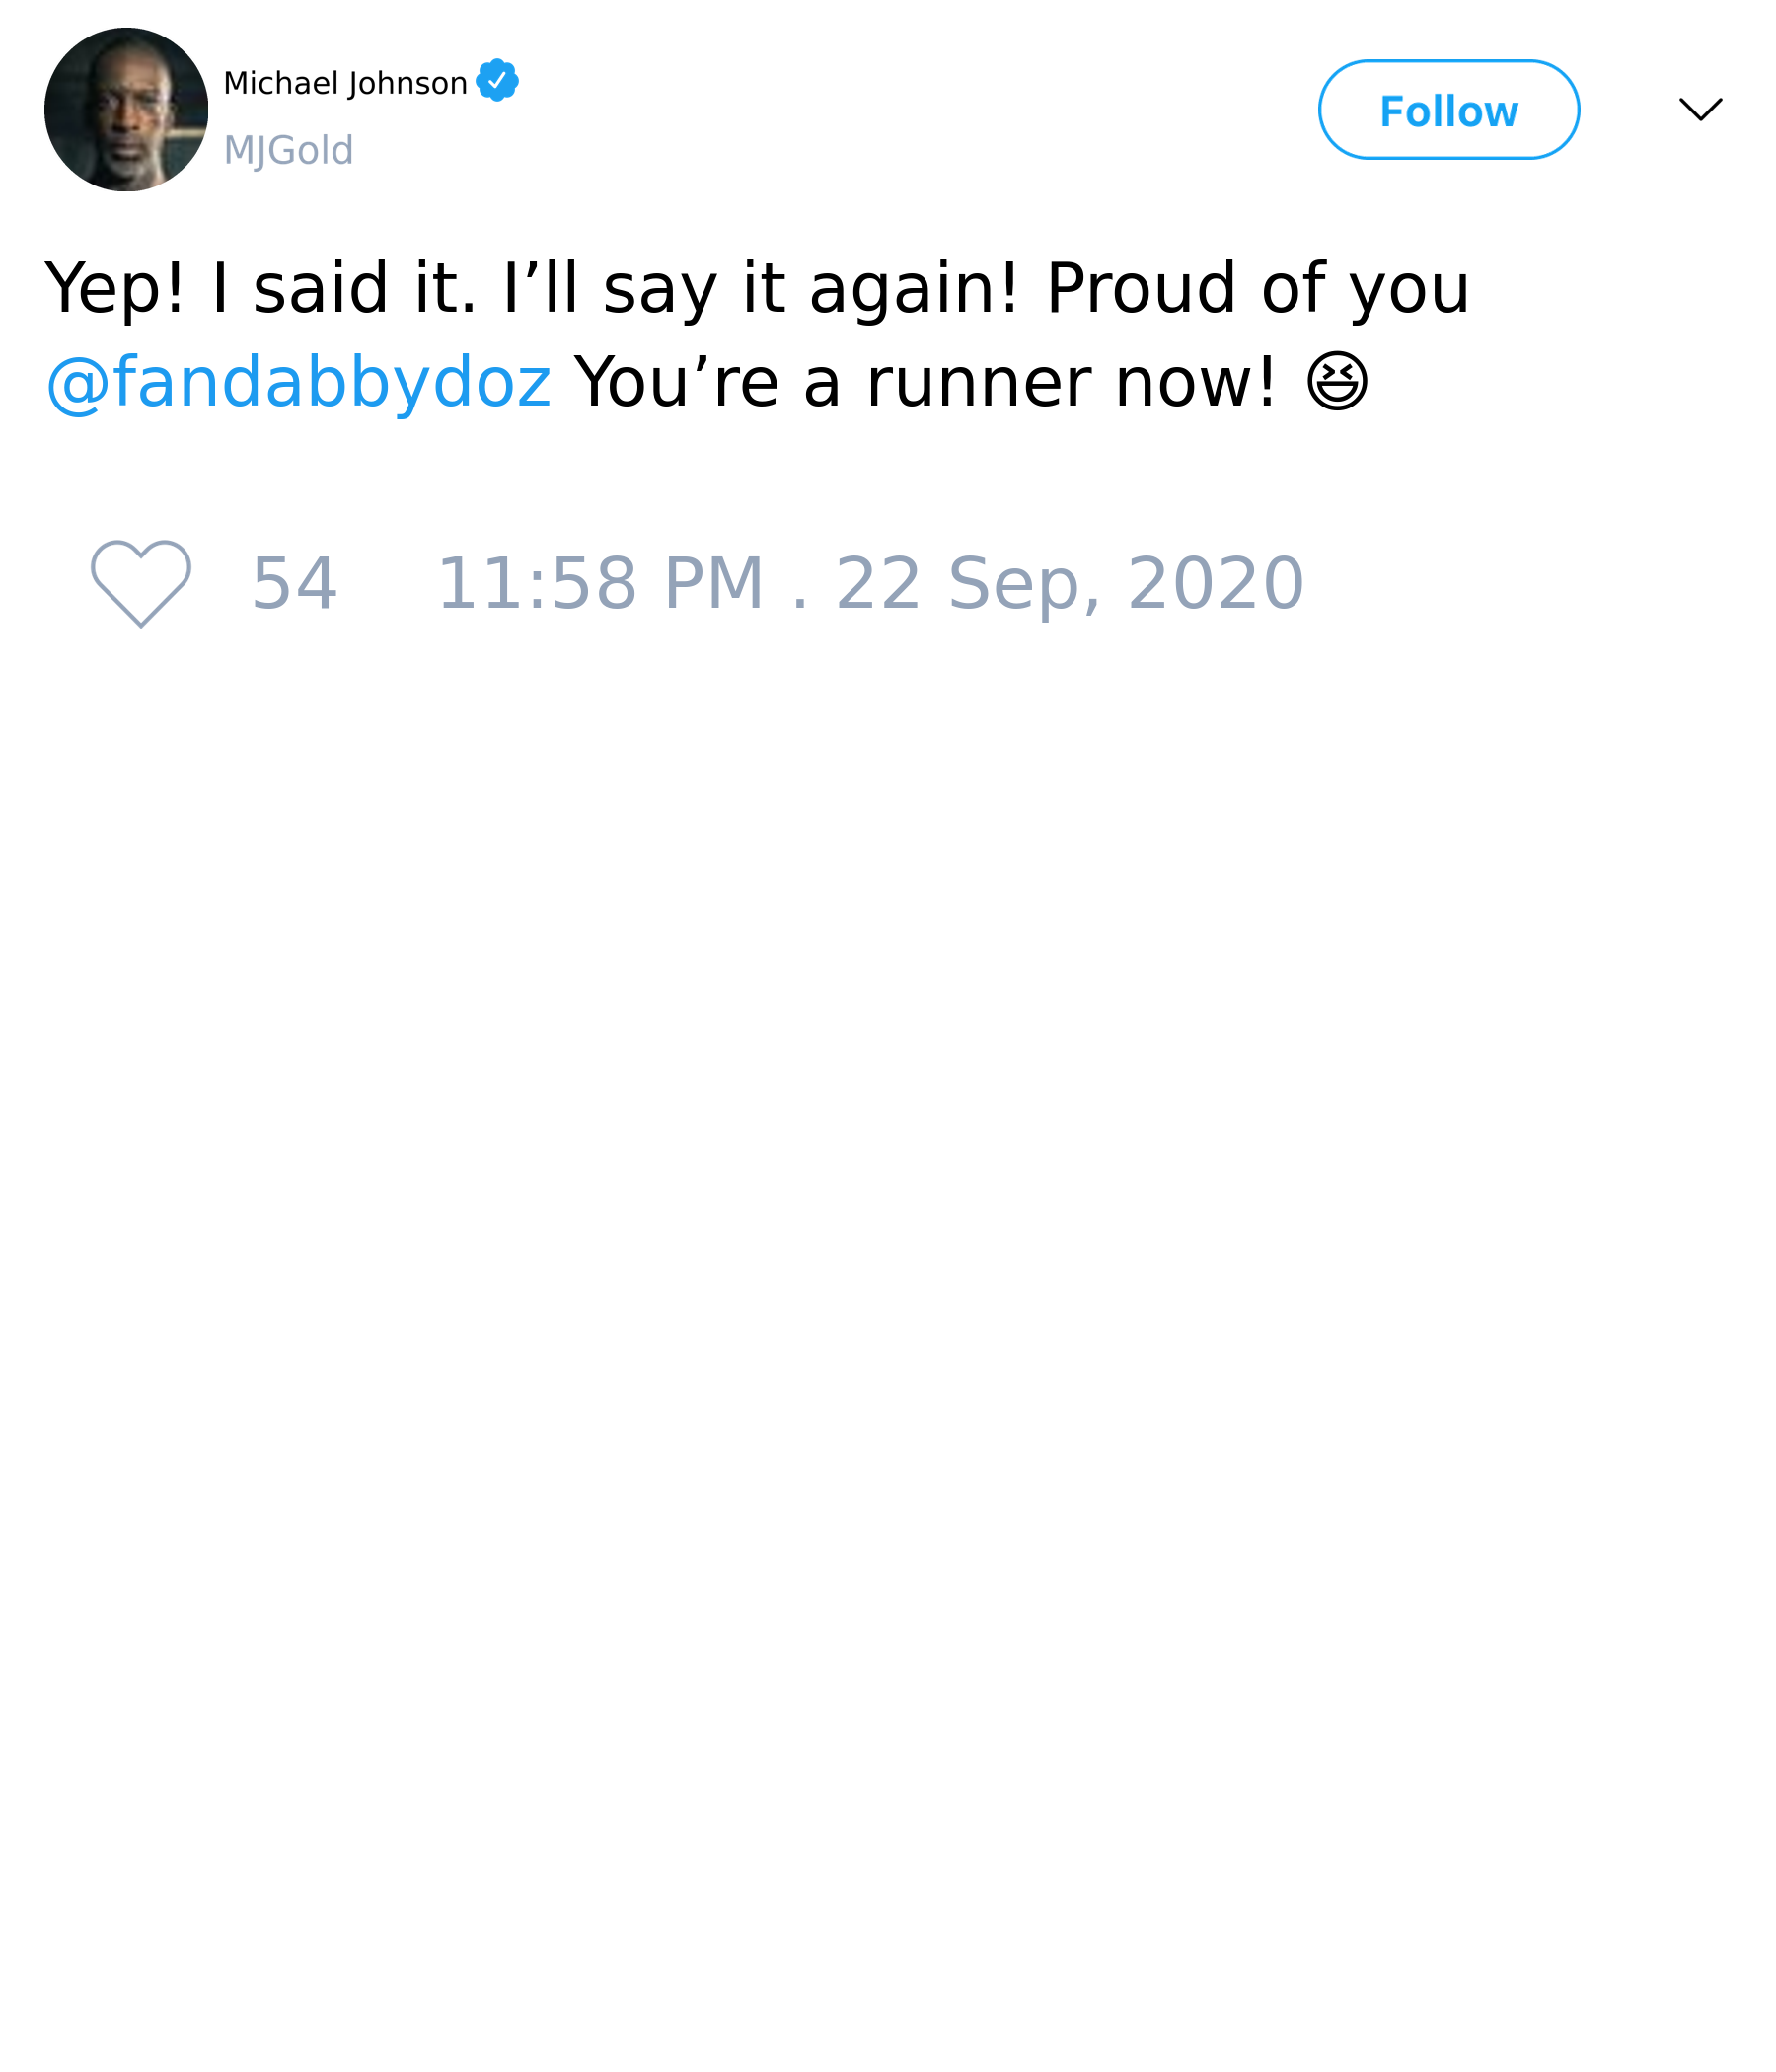 Michael Johnson
MJGold
Follow
Yep! I said it. I’ll say it again! Proud of you
@fandabbydoz You’re a runner now! 😆
54 11:58 PM . 22 Sep, 2020